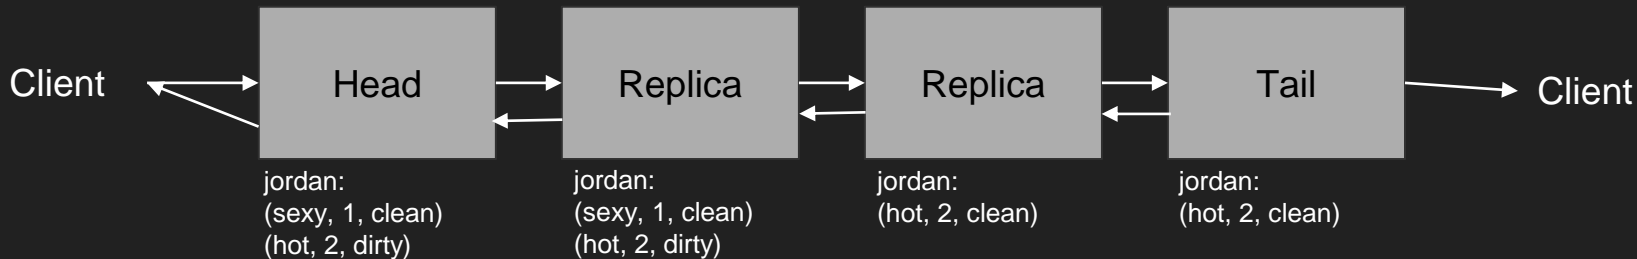 Client
Head
Replica
Replica
Tail
Client
jordan:
(sexy, 1, clean)
(hot, 2, dirty)
jordan:
(sexy, 1, clean)
(hot, 2, dirty)
jordan:
(hot, 2, clean)
jordan:
(hot, 2, clean)